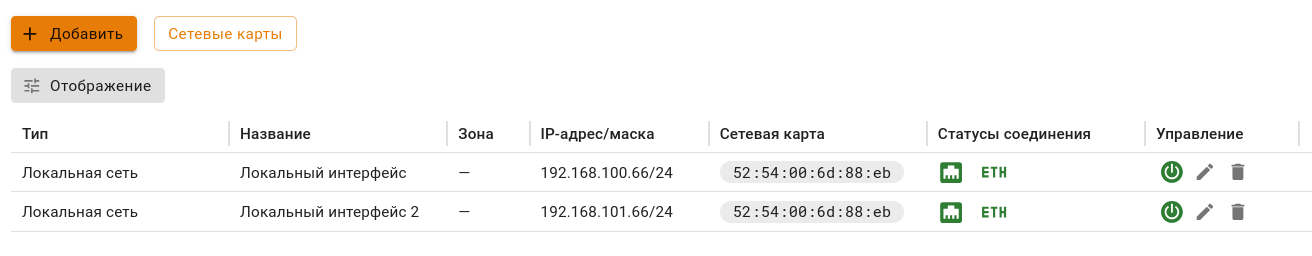 Добавить Сетевые карты
Отображение
Тип Название Зона IP-адрес/маска Сетевая карта Статусы соединения Управление
Локальная сеть Локальный интерфейс — 192.168.100.66/24 52:54:00:6d:88:eb ETH
Локальная сеть Локальный интерфейс 2 — 192.168.101.66/24 52:54:00:6d:88:eb ETH